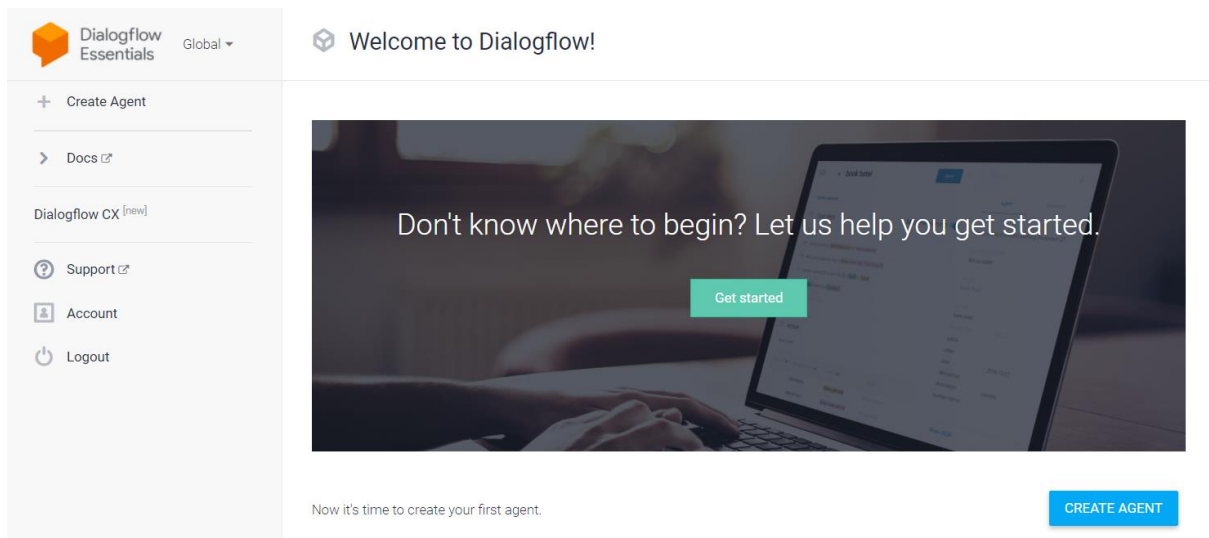 Dialogflow
Essentials
Global
Welcome to Dialogflow!
Create Agent
Docs
Dialogflow CX [new]
Support
Account
Logout
Don't know where to begin? Let us help you get started.
Get started
Now it's time to create your first agent.
CREATE AGENT